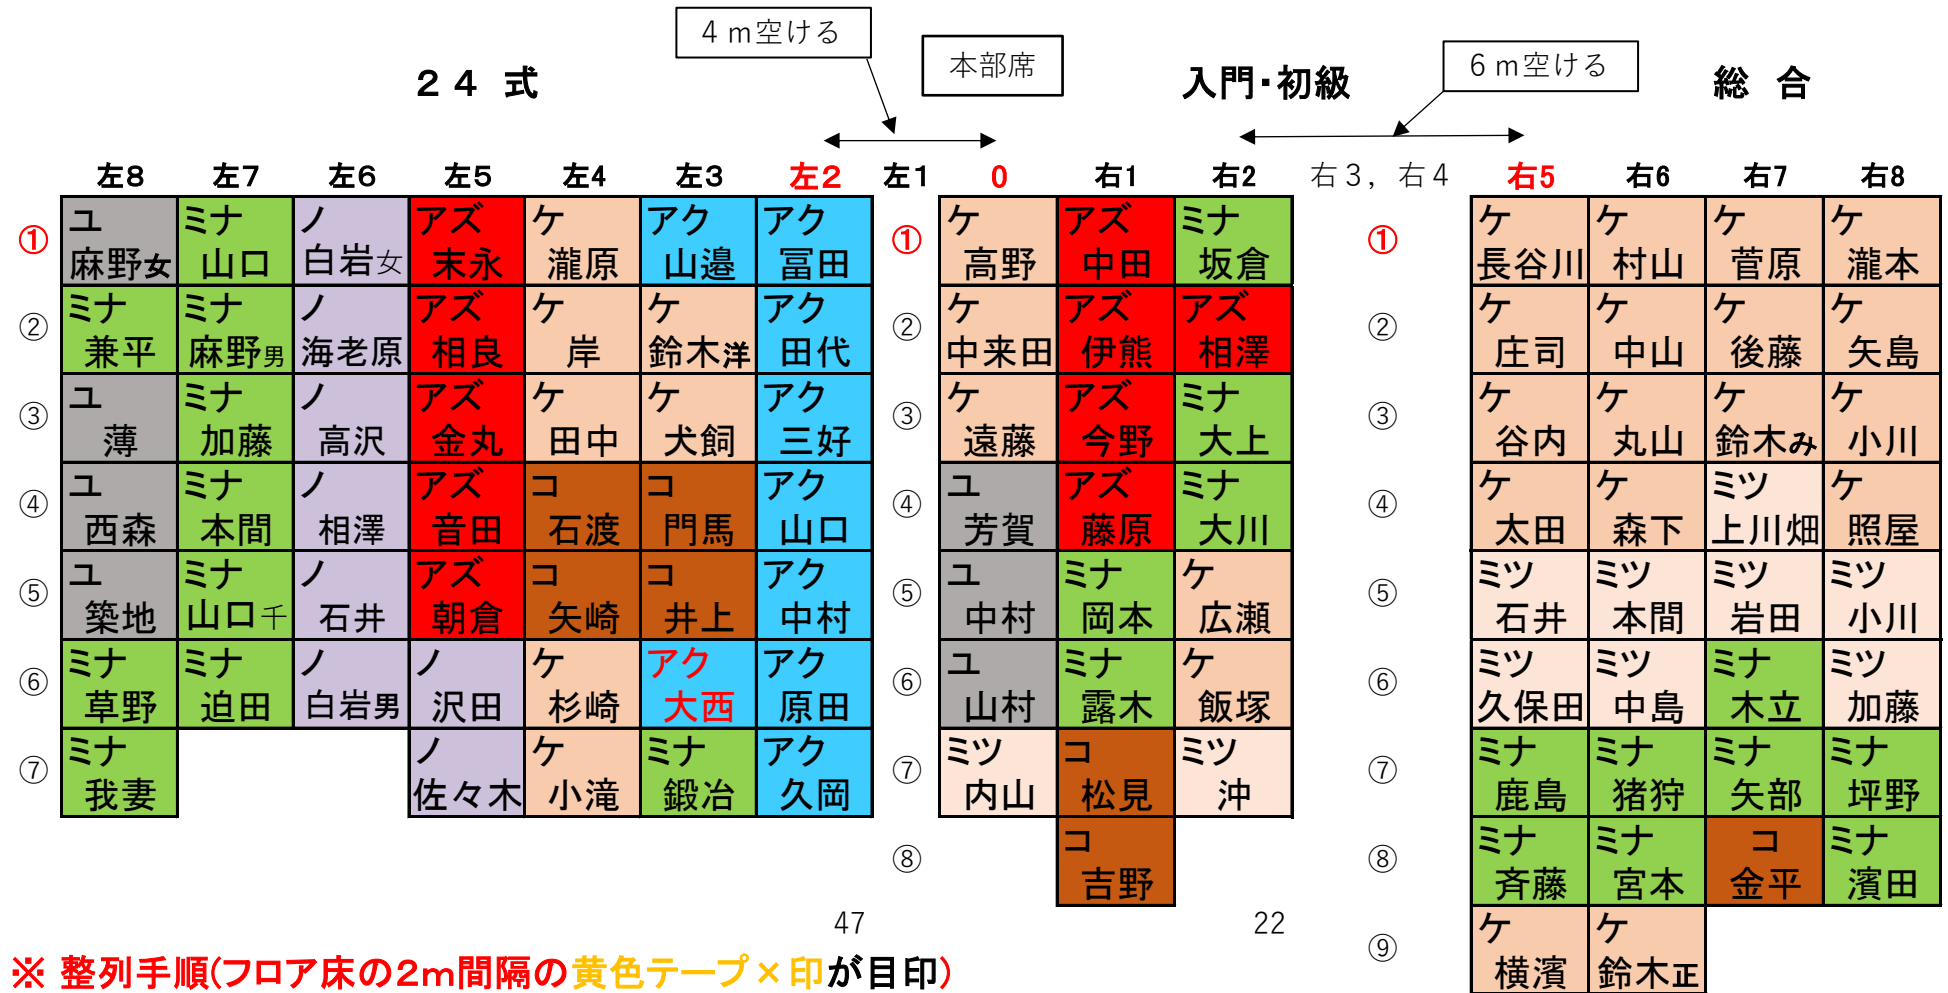 4ｍ空ける
本部席
6ｍ空ける
２４ 式
入門・初級
総 合
左8 左7 左6 左5 左4 左3 左2 左1 0 右1 右2 右3，右4 右5 右6 右7 右8
① ユ ミナ ノ アズ ケ アク アク ① ケ アズ ミナ ① ケ ケ ケ ケ
麻野女 山口 白岩女 末永 瀧原 山邉 冨田 高野 中田 坂倉 長谷川 村山 菅原 瀧本
② ミナ ミナ ノ アズ ケ ケ アク ② ケ アズ アズ ② ケ ケ ケ ケ
兼平 麻野男 海老原 相良 岸 鈴木洋 田代 中来田 伊熊 相澤 庄司 中山 後藤 矢島
③ ユ ミナ ノ アズ ケ ケ アク ③ ケ アズ ミナ ③ ケ ケ ケ ケ
薄 加藤 高沢 金丸 田中 犬飼 三好 遠藤 今野 大上 谷内 丸山 鈴木み 小川
④ ユ ミナ ノ アズ コ コ アク ④ ユ アズ ミナ ④ ケ ケ ミツ ケ
西森 本間 相澤 音田 石渡 門馬 山口 芳賀 藤原 大川 太田 森下 上川畑 照屋
⑤ ユ ミナ ノ アズ コ コ アク ⑤ ユ ミナ ケ ⑤ ミツ ミツ ミツ ミツ
築地 山口千 石井 朝倉 矢崎 井上 中村 中村 岡本 広瀬 石井 本間 岩田 小川
⑥ ミナ ミナ ノ ノ ケ アク アク ⑥ ユ ミナ ケ ⑥ ミツ ミツ ミナ ミツ
草野 迫田 白岩男 沢田 杉崎 大西 原田 山村 露木 飯塚 久保田 中島 木立 加藤
⑦ ミナ ノ ケ ミナ アク ⑦ ミツ コ ミツ ⑦ ミナ ミナ ミナ ミナ
我妻 佐々木 小滝 鍛冶 久岡 内山 松見 沖 鹿島 猪狩 矢部 坪野
⑧ コ ⑧ ミナ ミナ コ ミナ
吉野 斉藤 宮本 金平 濱田
47 22
⑨ ケ ケ
横濱 鈴木正
※ 整列手順(フロア床の2ｍ間隔の黄色テープ×印が目印)